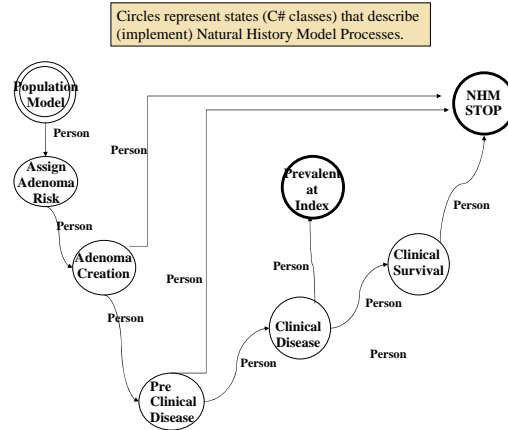 Circles represent states (C# classes) that describe
(implement) Natural History Model Processes.
Population
Model
NHM
STOP
Person
Person
Assign
Adenoma
Risk
Prevalent
at
Index
Person
Person
Adenoma
Creation
Clinical
Survival
Person
Person
Person
Person
Clinical
Disease
Person
Person
Pre
Clinical
Disease